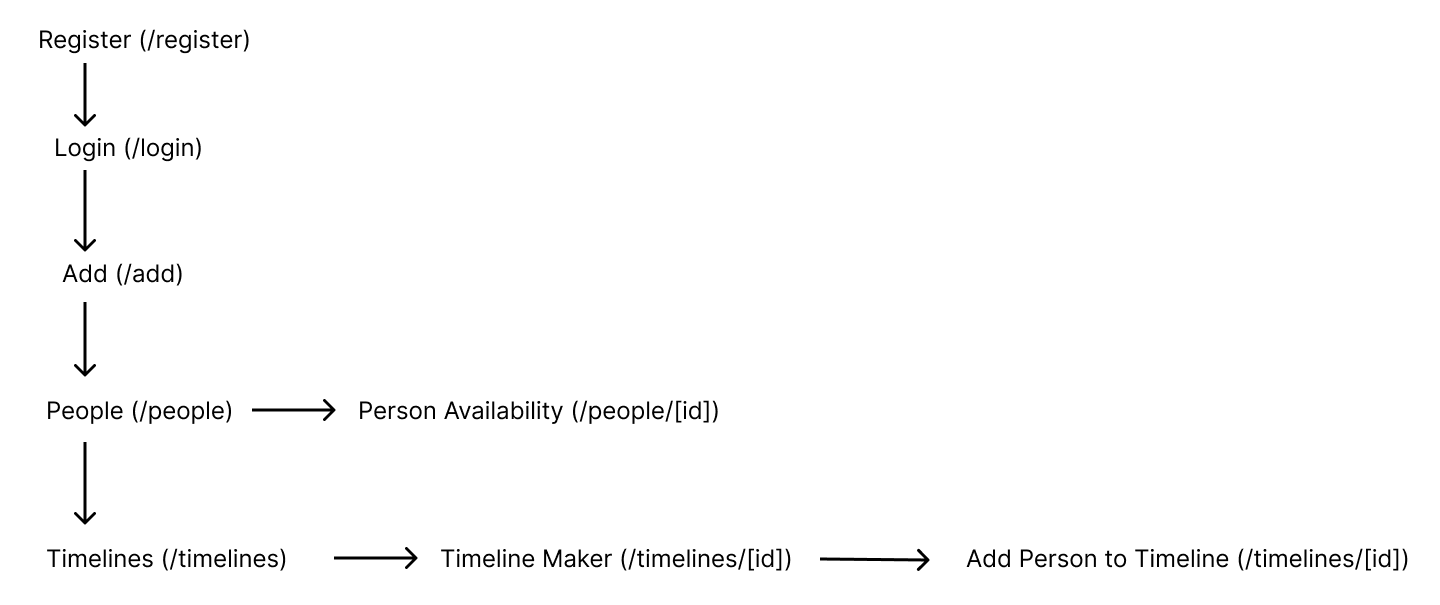 Register (/register)
Login (/login)
Add (/add)
People (/people)
Person Availability (/people/[id])
Timelines (/timelines)
Timeline Maker (/timelines/[id])
Add Person to Timeline (/timelines/[id])